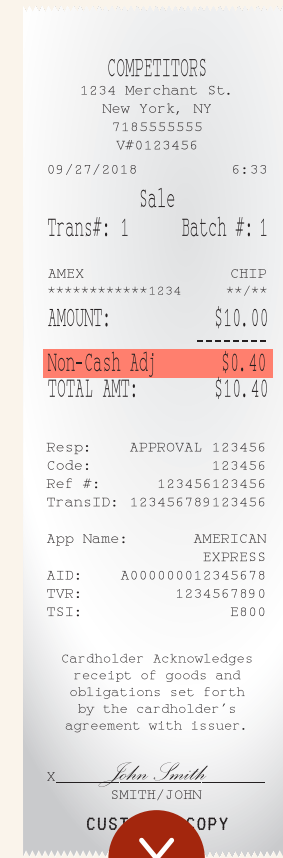 COMPETITORS
1234 Merchant St.
New York, NY
7185555555
V#0123456
09/27/2018 6:33
Sale
Trans#: 1 Batch #: 1
AMEX CHIP
************1234 **/**
AMOUNT: $10.00
Non-Cash Adj $0.40
TOTAL AMT: $10.40
Resp: APPROVAL 123456
Code: 123456
Ref #: 123456123456
TransID: 123456789123456
App Name: AMERICAN
EXPRESS
AID: A000000012345678
TVR: 1234567890
TSI: E800
Cardholder Acknowledges
receipt of goods and
obligations set forth
by the cardholder's
agreement with issuer.
X John Smith
SMITH/JOHN